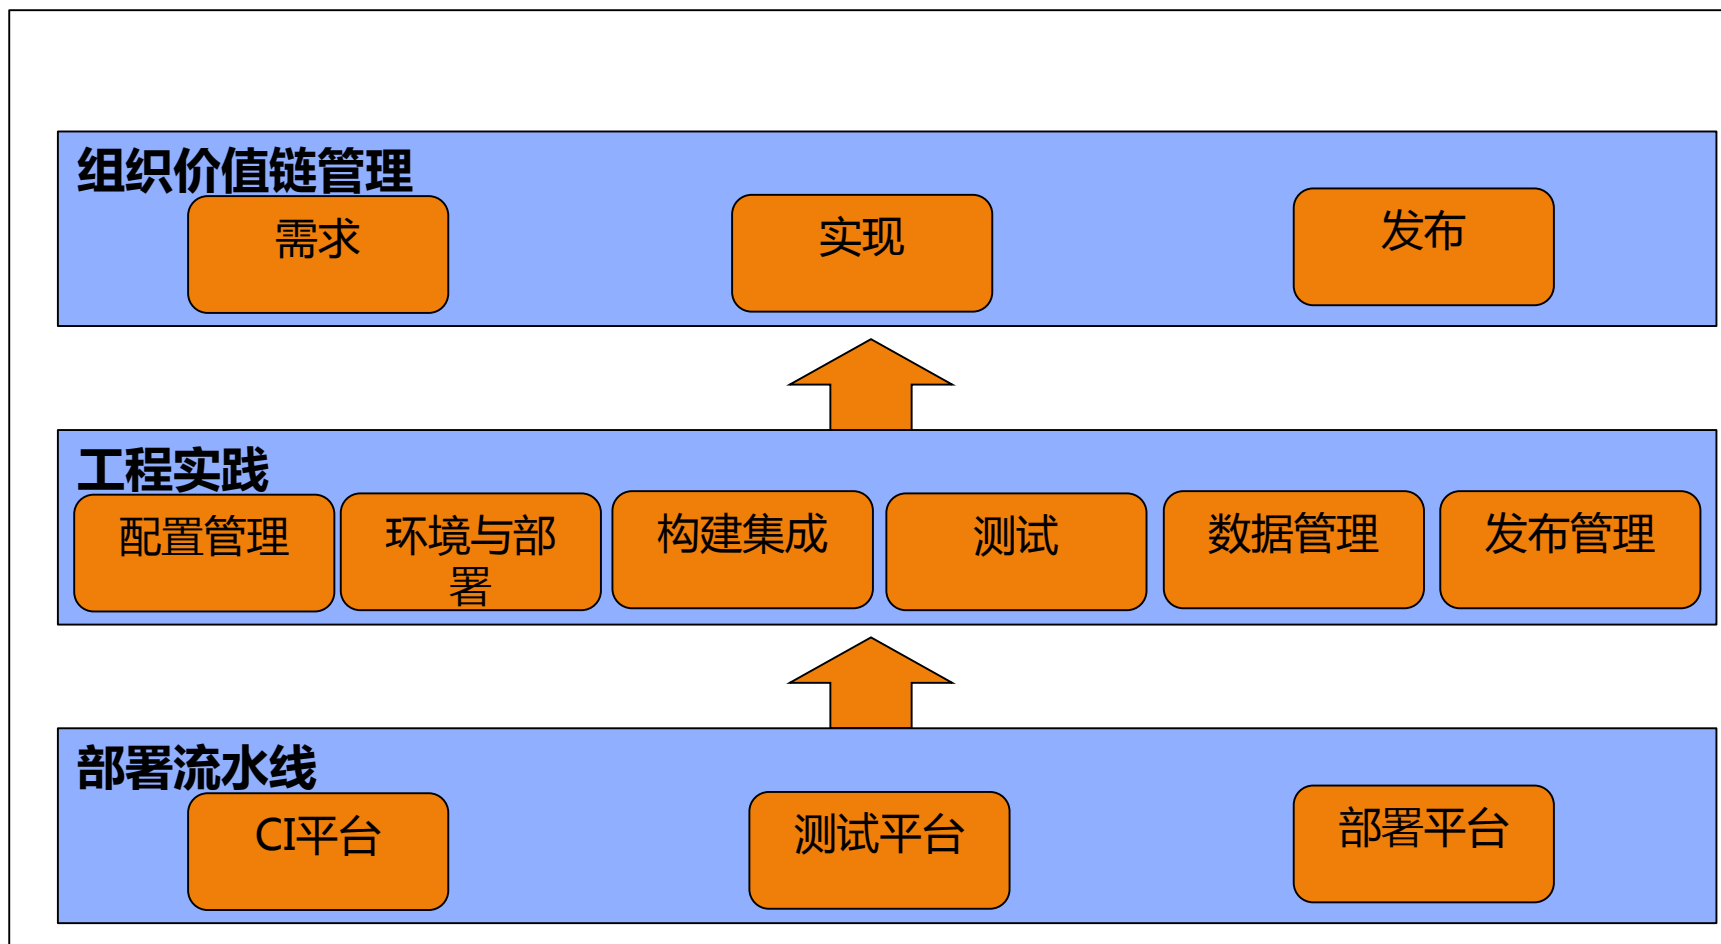 组织价值链管理
需求
实现
发布
工程实践
配置管理
环境与部
署
构建集成
测试
数据管理
发布管理
部署流水线
CI平台
测试平台
部署平台